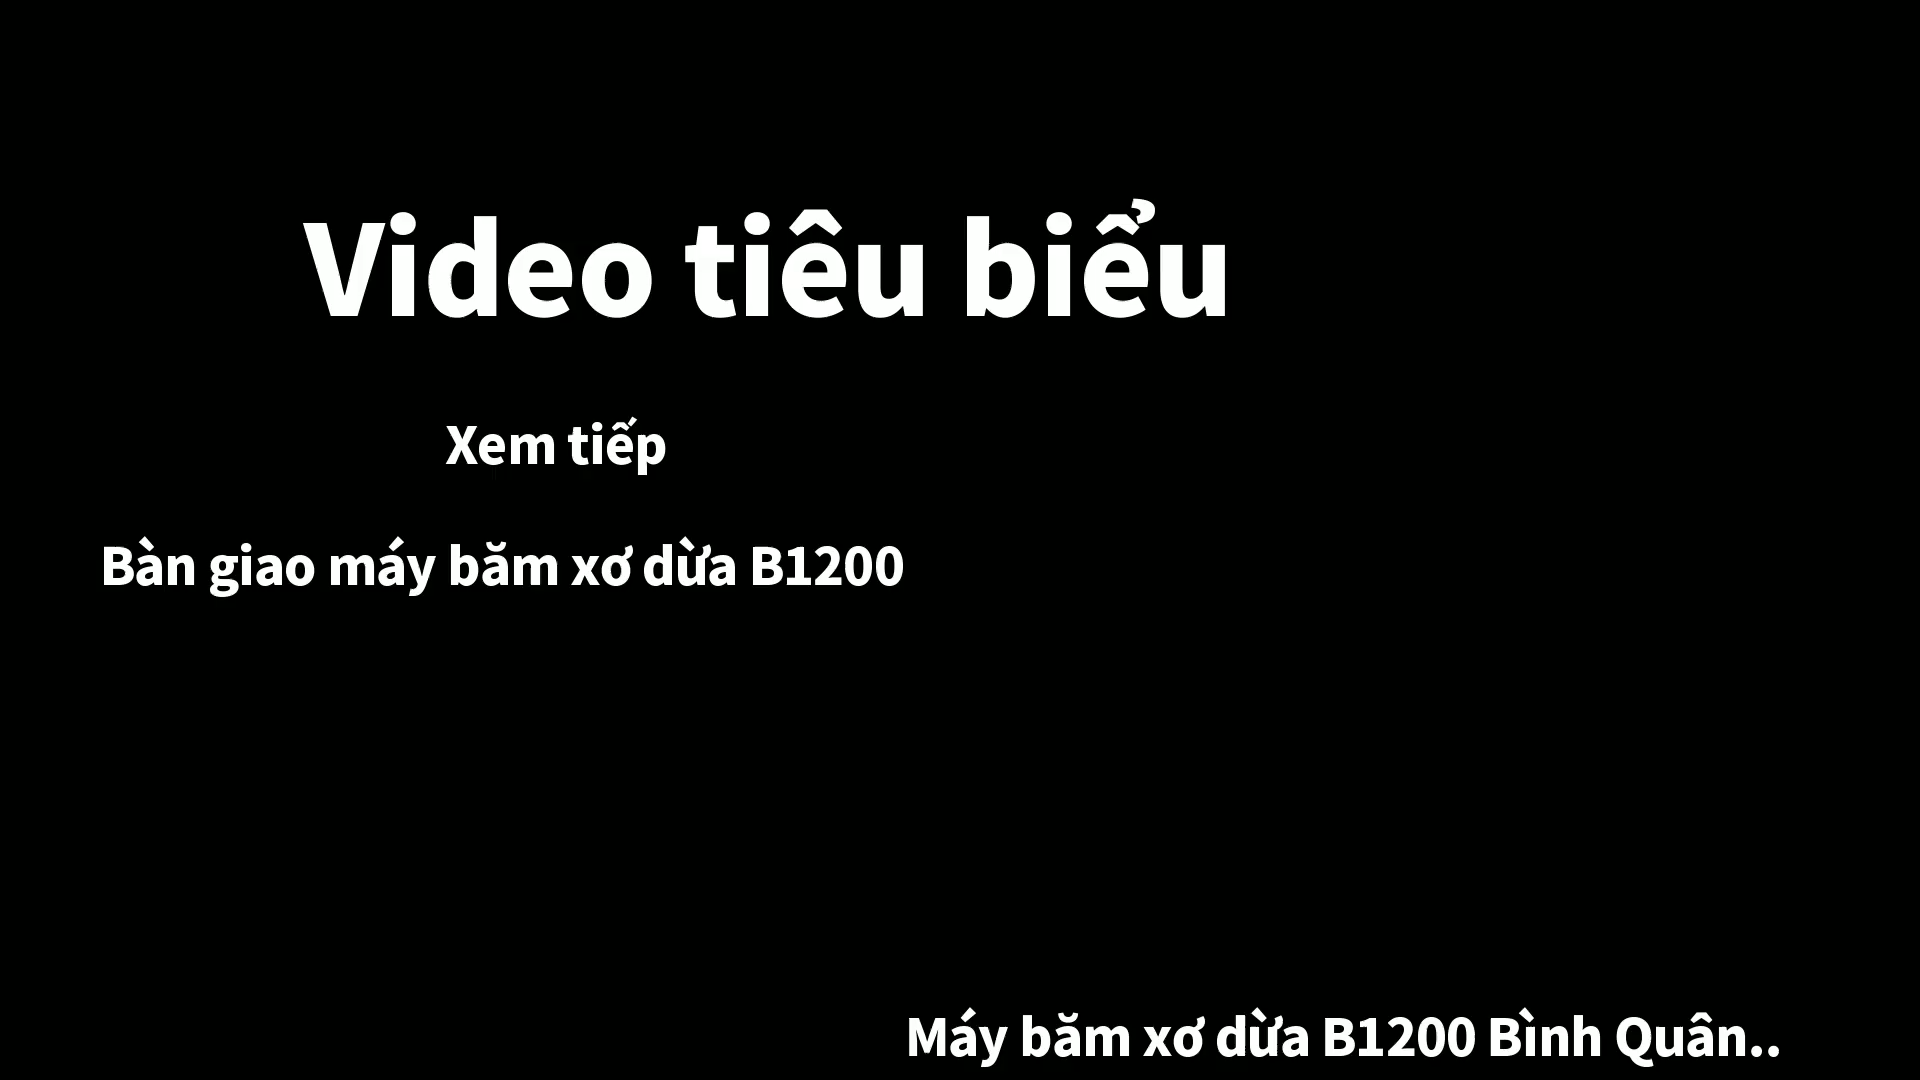 Video tiêu biểu
Xem tiếp
Bàn giao máy băm xơ dừa B1200
Máy băm xơ dừa B1200 Bình Quân..